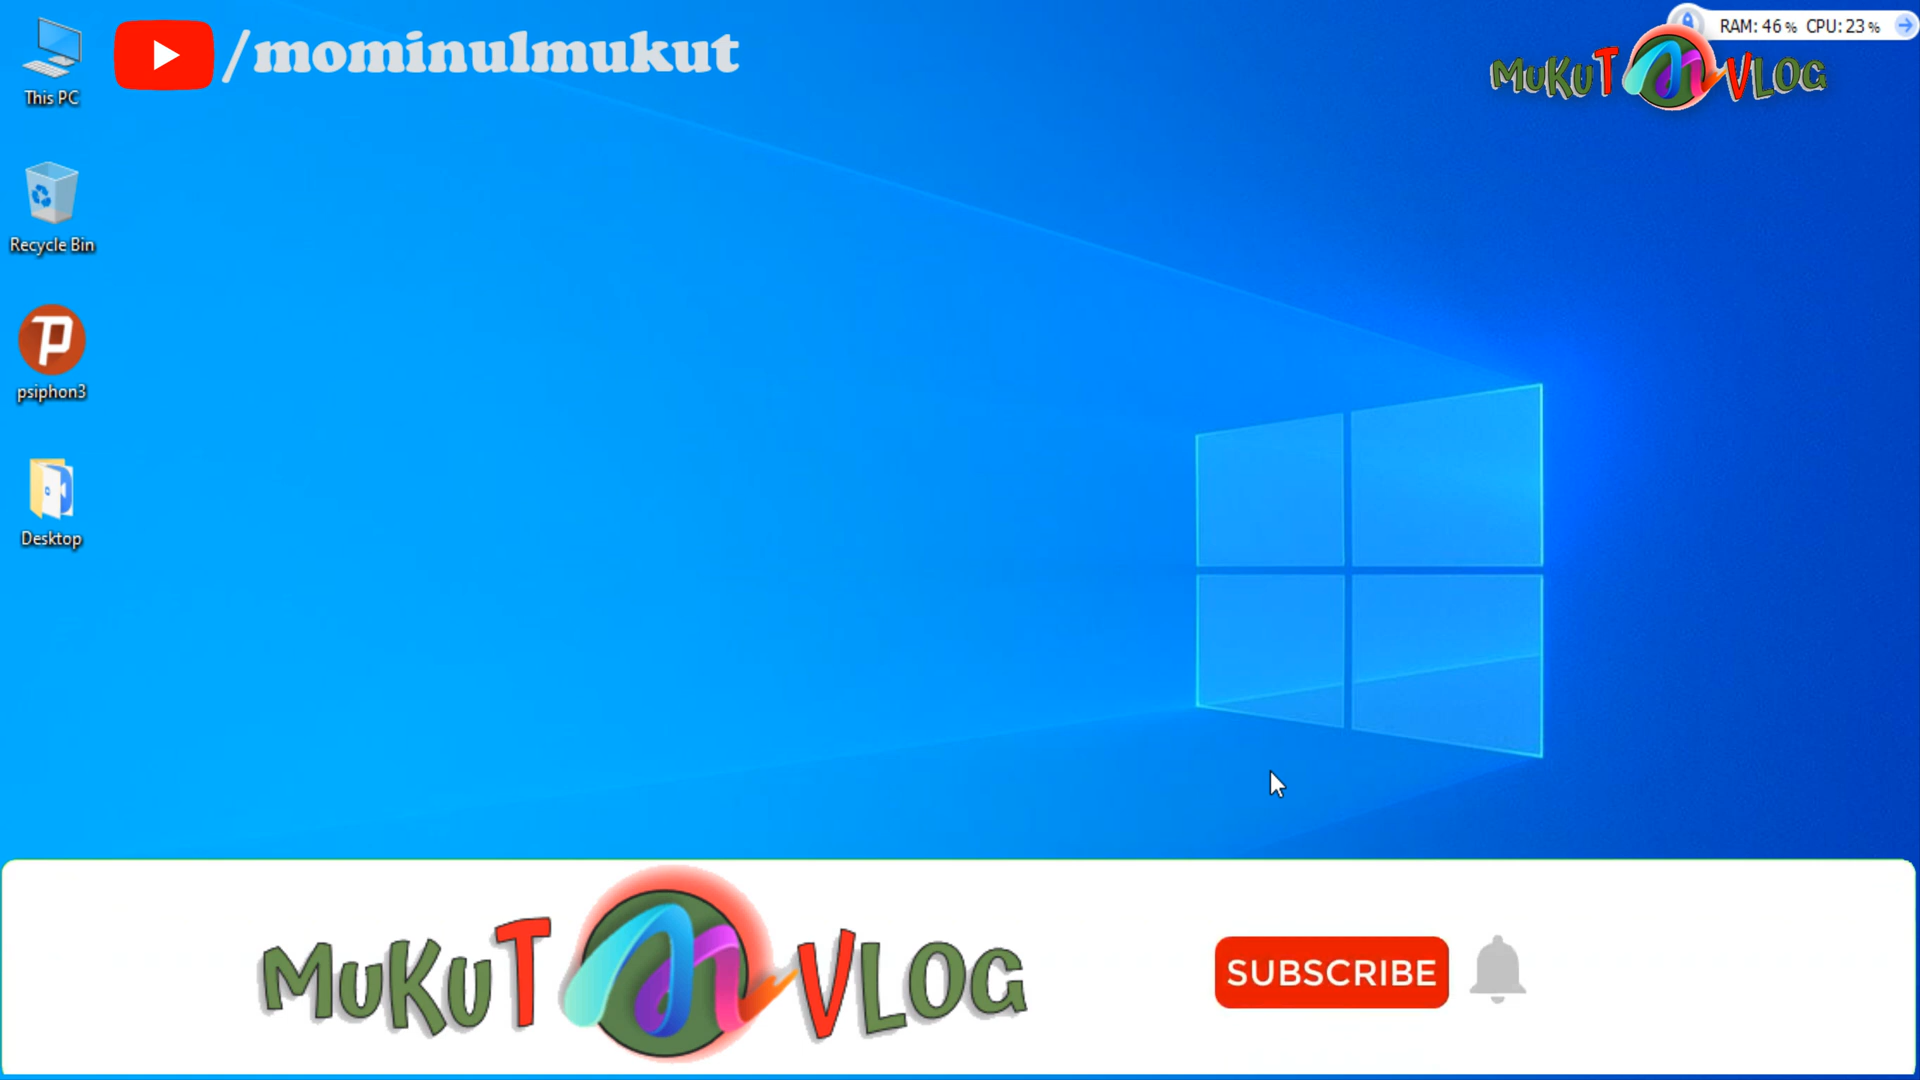 /mominulmukut
RAM: 46% CPU: 23%
MuKuT VLOG
This PC
Recycle Bin
psiphon3
Desktop
MuKuT VLOG
SUBSCRIBE